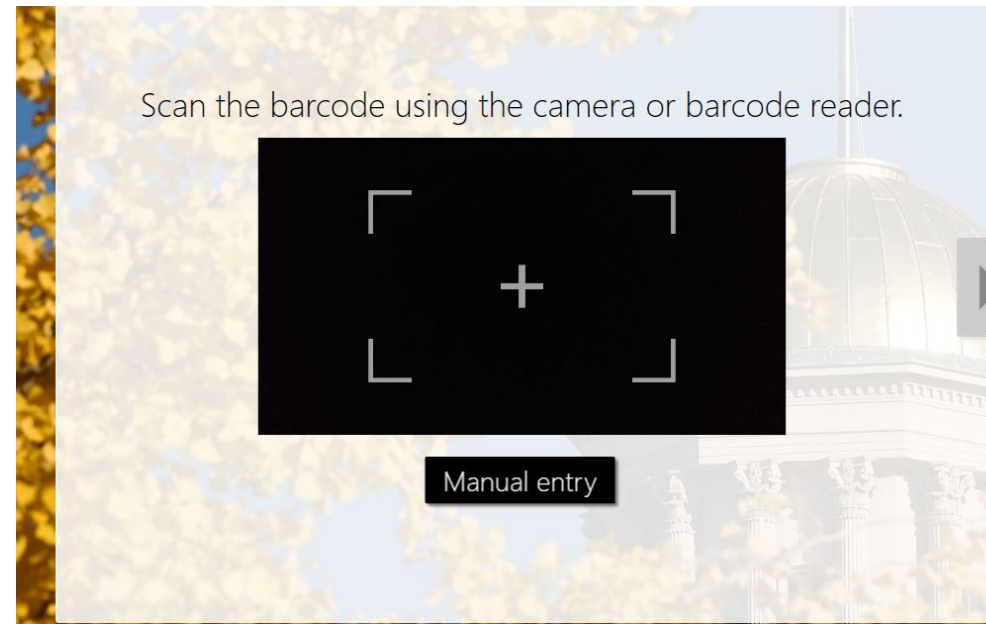 Scan the barcode using the camera or barcode reader.
Manual entry